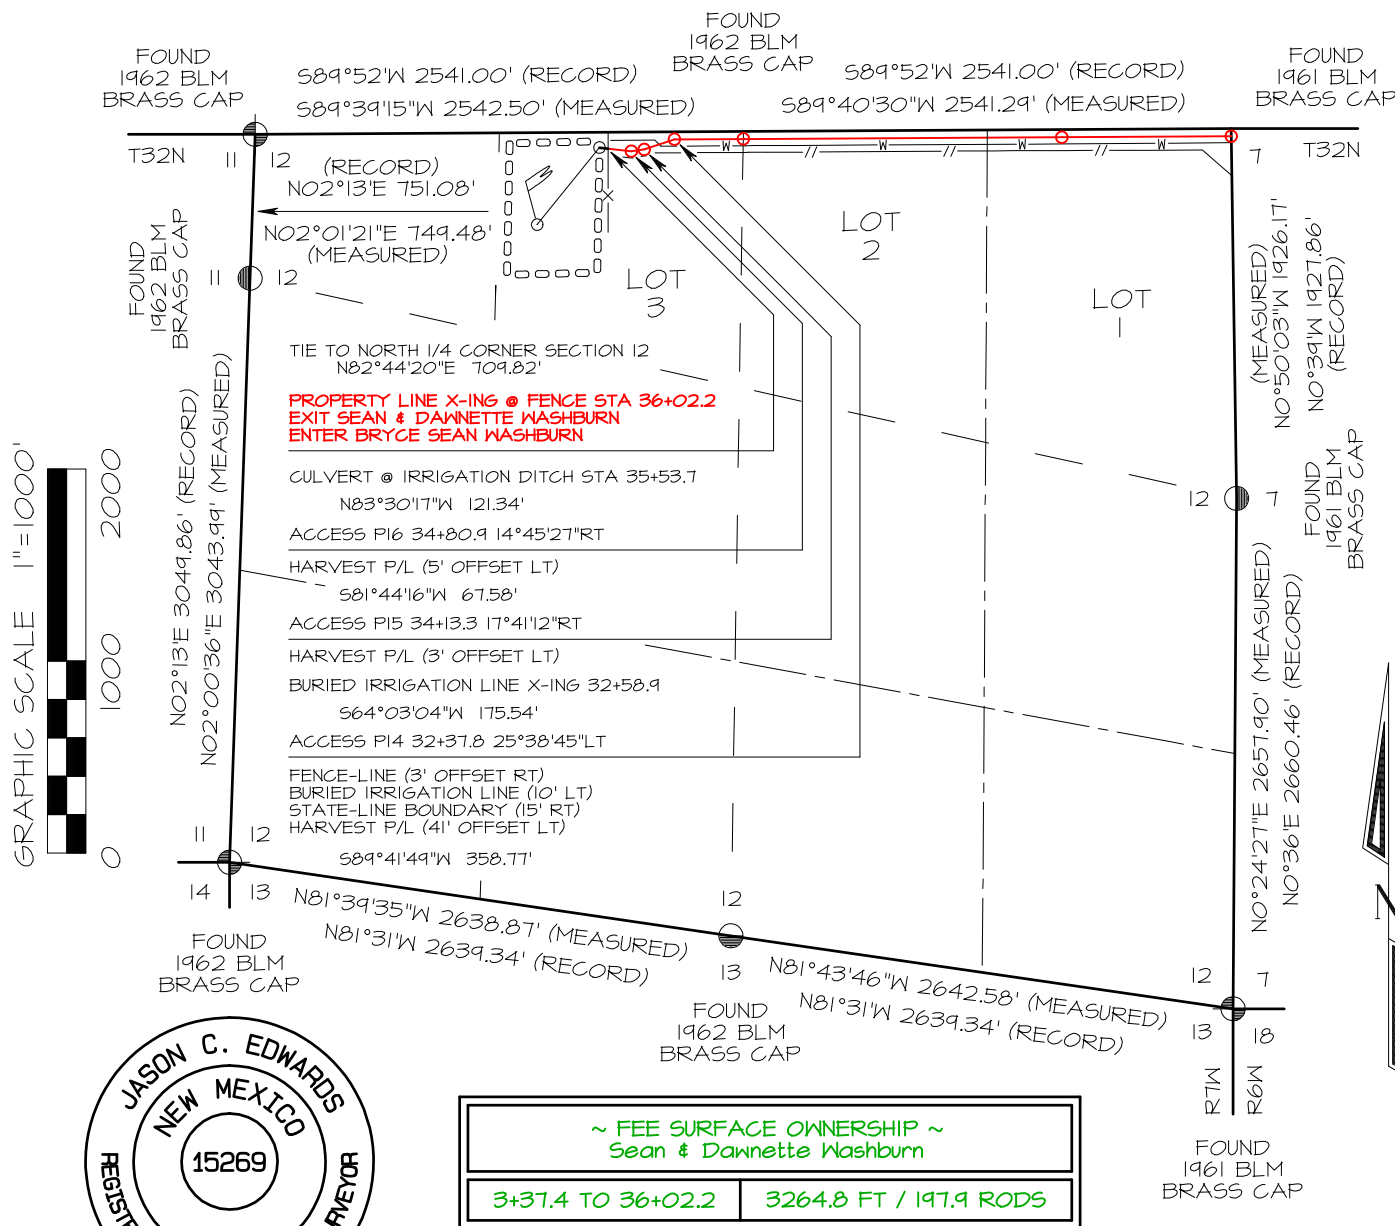 FOUND
1962 BLM
BRASS CAP
S89°52'W 2541.00' (RECORD)
S89°39'15"W 2542.50' (MEASURED)
FOUND
1962 BLM
BRASS CAP
S89°52'W 2541.00' (RECORD)
S89°40'30"W 2541.29' (MEASURED)
FOUND
1961 BLM
BRASS CAP
T32N
11
12
(RECORD)
N02°13'E 751.08'
N02°01'21"E 749.48'
(MEASURED)
W
//
W
//
W
//
W
7
T32N
X
LOT
3
LOT
2
LOT
1
FOUND
1962 BLM
BRASS CAP
11
12
(MEASURED)
N0°50'03"W 1926.17'
N0°39'W 1927.86'
(RECORD)
TIE TO NORTH 1/4 CORNER SECTION 12
N82°44'20"E 709.82'
PROPERTY LINE X-ING @ FENCE STA 36+02.2
EXIT SEAN & DAWNETTE WASHBURN
ENTER BRYCE SEAN WASHBURN
CULVERT @ IRRIGATION DITCH STA 35+53.7
N83°30'17"W 121.34'
ACCESS PI6 34+80.9 14°45'27"RT
HARVEST P/L (5' OFFSET LT)
S81°44'16"W 67.58'
ACCESS PI5 34+13.3 17°41'12"RT
HARVEST P/L (3' OFFSET LT)
BURIED IRRIGATION LINE X-ING 32+58.9
S64°03'04"W 175.54'
ACCESS PI4 32+37.8 25°38'45"LT
FENCE-LINE (3' OFFSET RT)
BURIED IRRIGATION LINE (10' LT)
STATE-LINE BOUNDARY (15' RT)
HARVEST P/L (41' OFFSET LT)
S89°41'49"W 358.77'
N02°13'E 3049.86' (RECORD)
N02°00'36"E 3043.99' (MEASURED)
GRAPHIC SCALE 1"=1000'
2000
1000
0
12
7
FOUND
1961 BLM
BRASS CAP
N0°24'27"E 2657.90' (MEASURED)
N0°36'E 2660.46' (RECORD)
11
12
14
13
FOUND
1962 BLM
BRASS CAP
N81°39'35"W 2638.87' (MEASURED)
N81°31'W 2639.34' (RECORD)
12
13
FOUND
1962 BLM
BRASS CAP
N81°43'46"W 2642.58' (MEASURED)
N81°31'W 2639.34' (RECORD)
12
7
13
18
R7W
R6W
FOUND
1961 BLM
BRASS CAP
JASON C. EDWARDS
NEW MEXICO
15269
~ FEE SURFACE OWNERSHIP ~
Sean & Dawnette Washburn
3+37.4 TO 36+02.2
3264.8 FT / 197.9 RODS